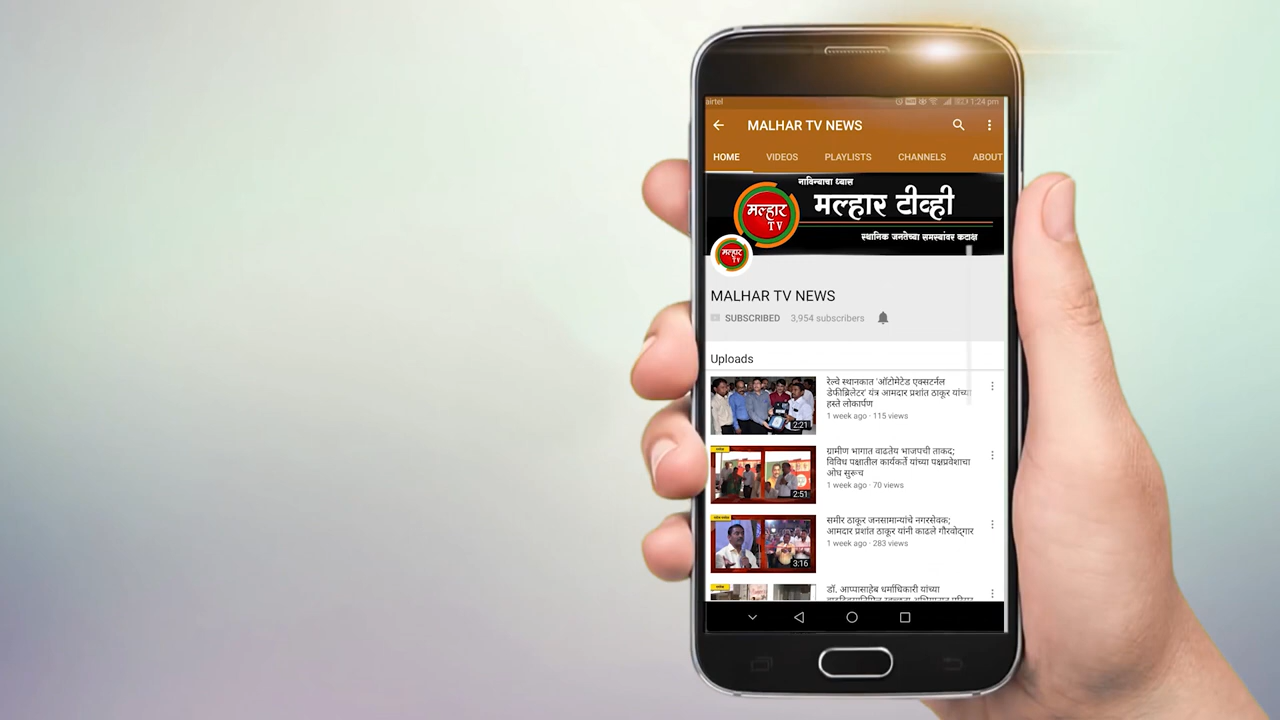 airtel 1:24 pm
MALHAR TV NEWS
HOME VIDEOS PLAYLISTS CHANNELS ABOUT
नाविन्याचा ध्यास
मल्हार टीव्ही
मल्हार
TV
स्थानिक जनतेच्या समस्यांवर कटाक्ष
मल्हार
TV
MALHAR TV NEWS
SUBSCRIBED 3,954 subscribers
Uploads
रेल्वे स्थानकात 'ऑटोमेटेड एक्सटर्नल
डेफीब्रिलेटर' यंत्र आमदार प्रशांत ठाकूर यांच्या
हस्ते लोकार्पण
1 week ago · 115 views
2:21
ग्रामीण भागात वाढतेय भाजपची ताकद;
विविध पक्षातील कार्यकर्ते यांच्या पक्षप्रवेशाचा
ओघ सुरूच
1 week ago · 70 views
2:51
समीर ठाकूर जनसामान्यांचे नगरसेवक;
आमदार प्रशांत ठाकूर यांनी काढले गौरवोद्गार
1 week ago · 283 views
3:16
डॉ. आप्पासाहेब धर्माधिकारी यांच्या